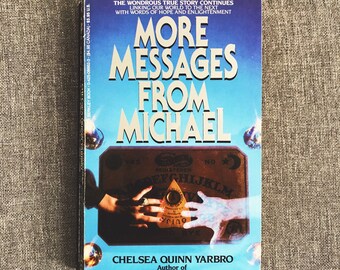 THE WONDROUS TRUE STORY CONTINUES
LINKING OUR WORLD TO THE NEXT
WITH WORDS OF HOPE AND ENLIGHTENMENT
MORE
MESSAGES
FROM
MICHAEL
CHELSEA QUINN YARBRO
Author of